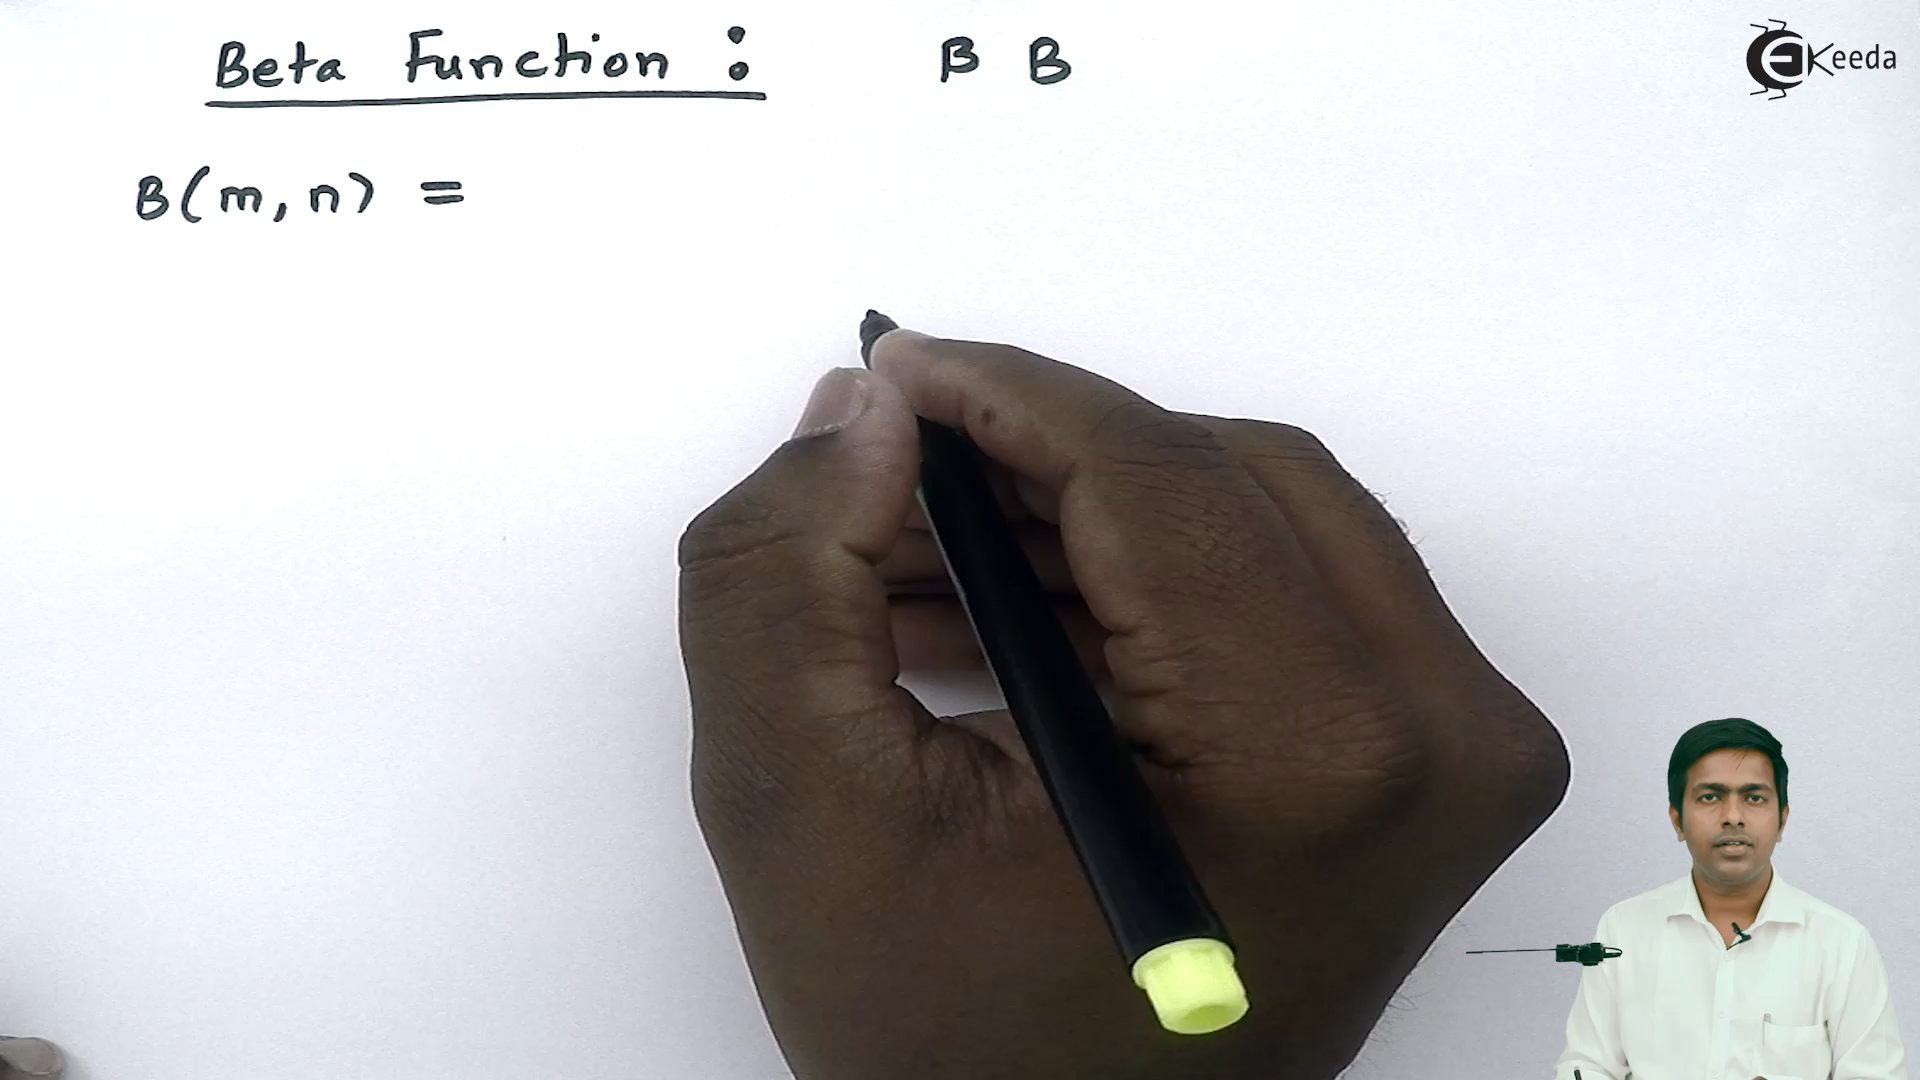 Beta Function : B B
EKeeda
B(m, n) =